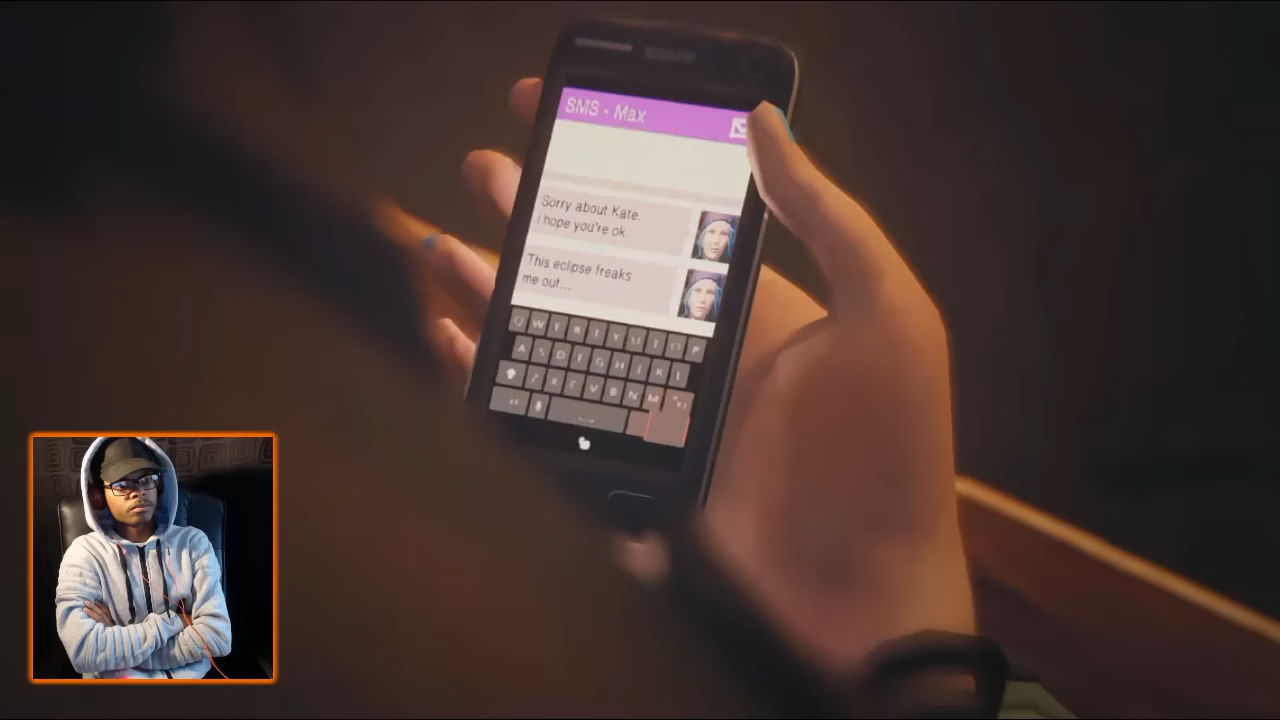 SMS - Max
Sorry about Kate.
i hope you're ok.
This eclipse freaks
me out...
Q W E R T Y U I O P
A S D F G H J K L
Z X C V B N M